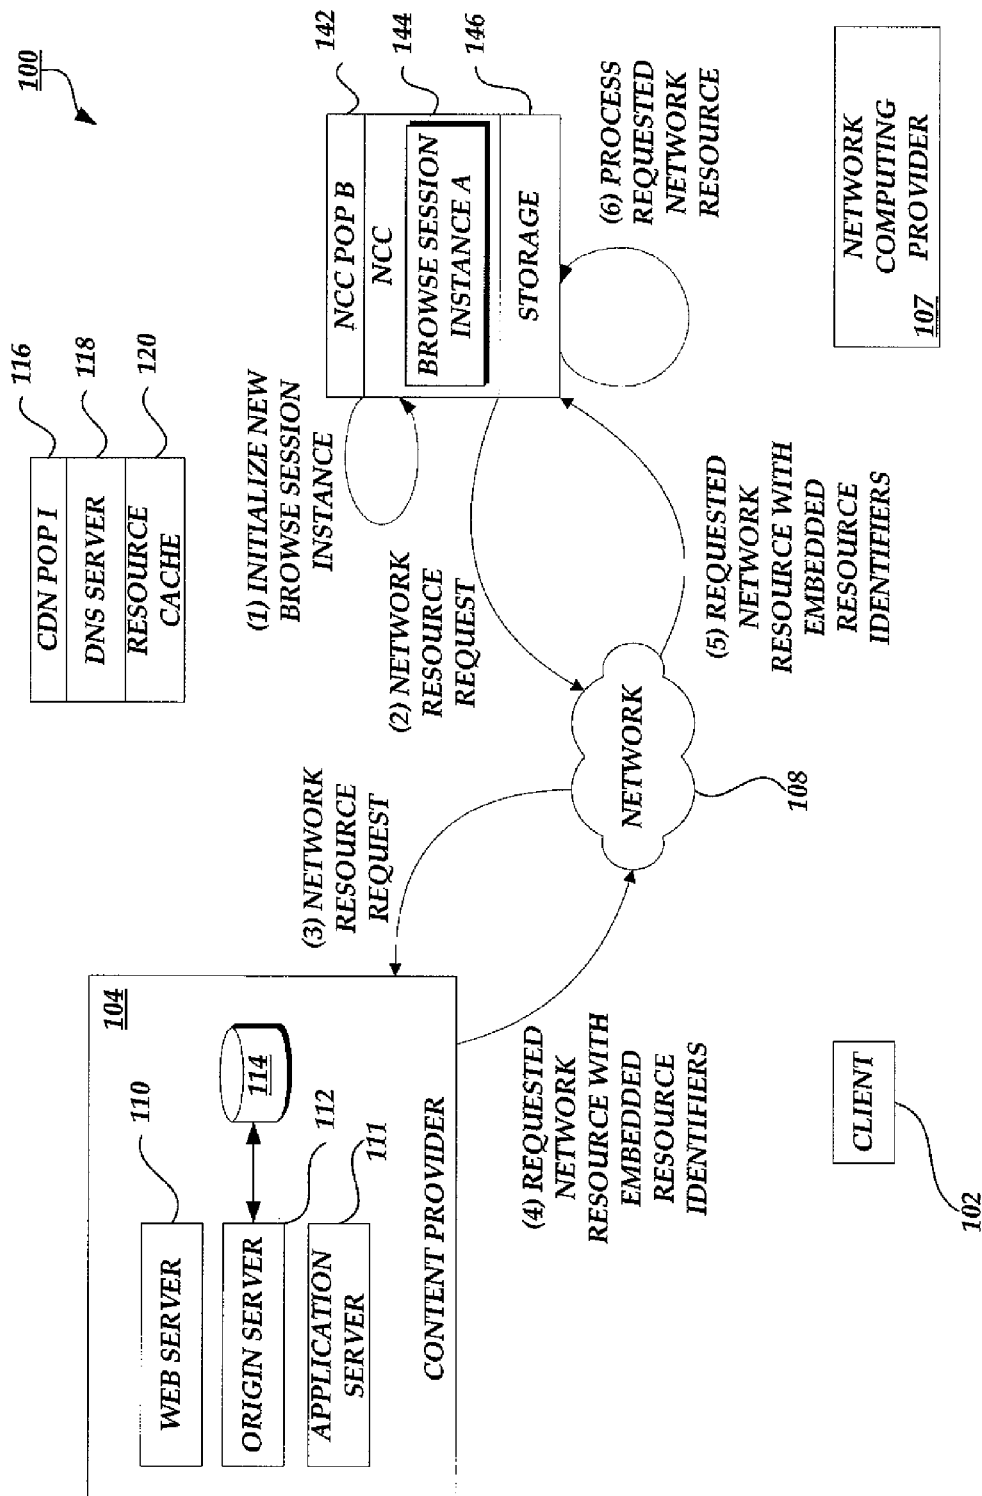 100
CDN POP I
DNS SERVER
RESOURCE
CACHE
116
118
120
104
WEB SERVER
ORIGIN SERVER
APPLICATION
SERVER
110
114
112
111
CONTENT PROVIDER
(1) INITIALIZE NEW
BROWSE SESSION
INSTANCE
NCC POP B
NCC
BROWSE SESSION
INSTANCE A
STORAGE
142
144
146
(2) NETWORK
RESOURCE
REQUEST
(3) NETWORK
RESOURCE
REQUEST
(4) REQUESTED
NETWORK
RESOURCE WITH
EMBEDDED
RESOURCE
IDENTIFIERS
NETWORK
108
(5) REQUESTED
NETWORK
RESOURCE WITH
EMBEDDED
RESOURCE
IDENTIFIERS
(6) PROCESS
REQUESTED
NETWORK
RESOURCE
CLIENT
102
NETWORK
COMPUTING
PROVIDER
107